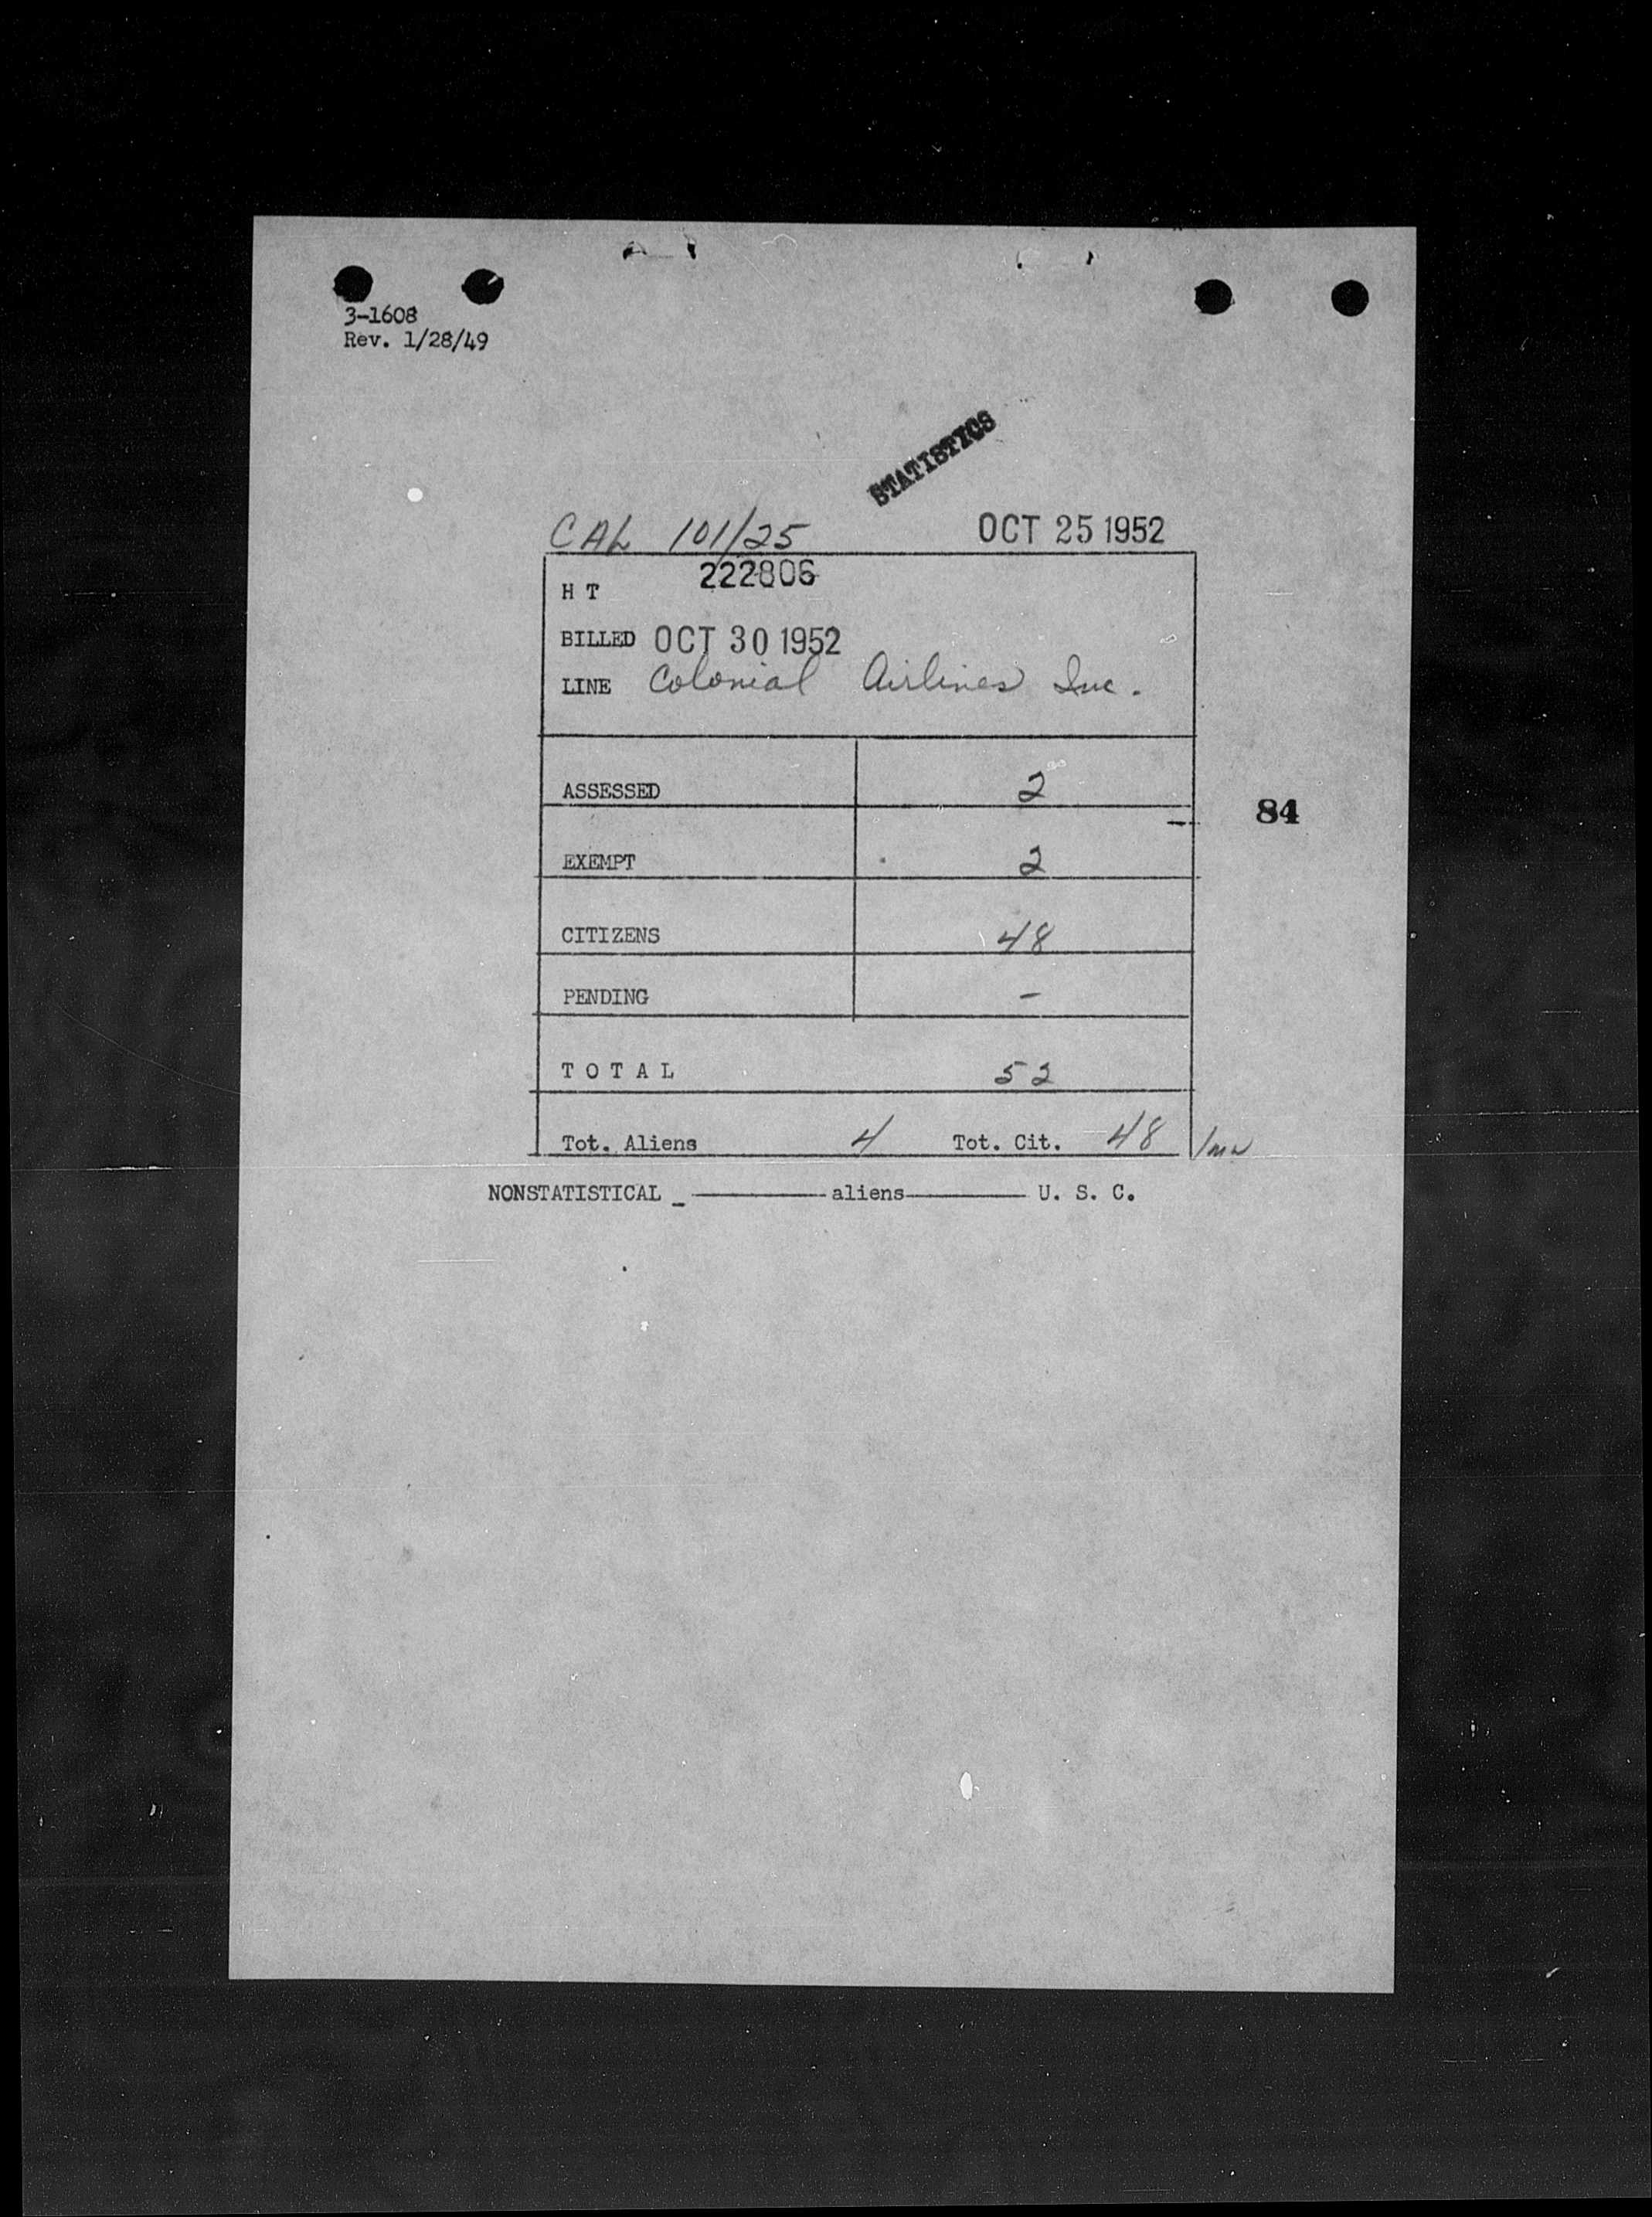 3-1608
Rev. 1/28/49
STATISTICS
CAL 101/25 OCT 25 1952
H T 222806
BILLED OCT 30 1952
LINE Colonial Airlines Inc.
ASSESSED 2
84
EXEMPT 2
CITIZENS 48
PENDING -
T O T A L 52
Tot. Aliens 4 Tot. Cit. 48
NONSTATISTICAL _ ———— aliens ———— U. S. C.